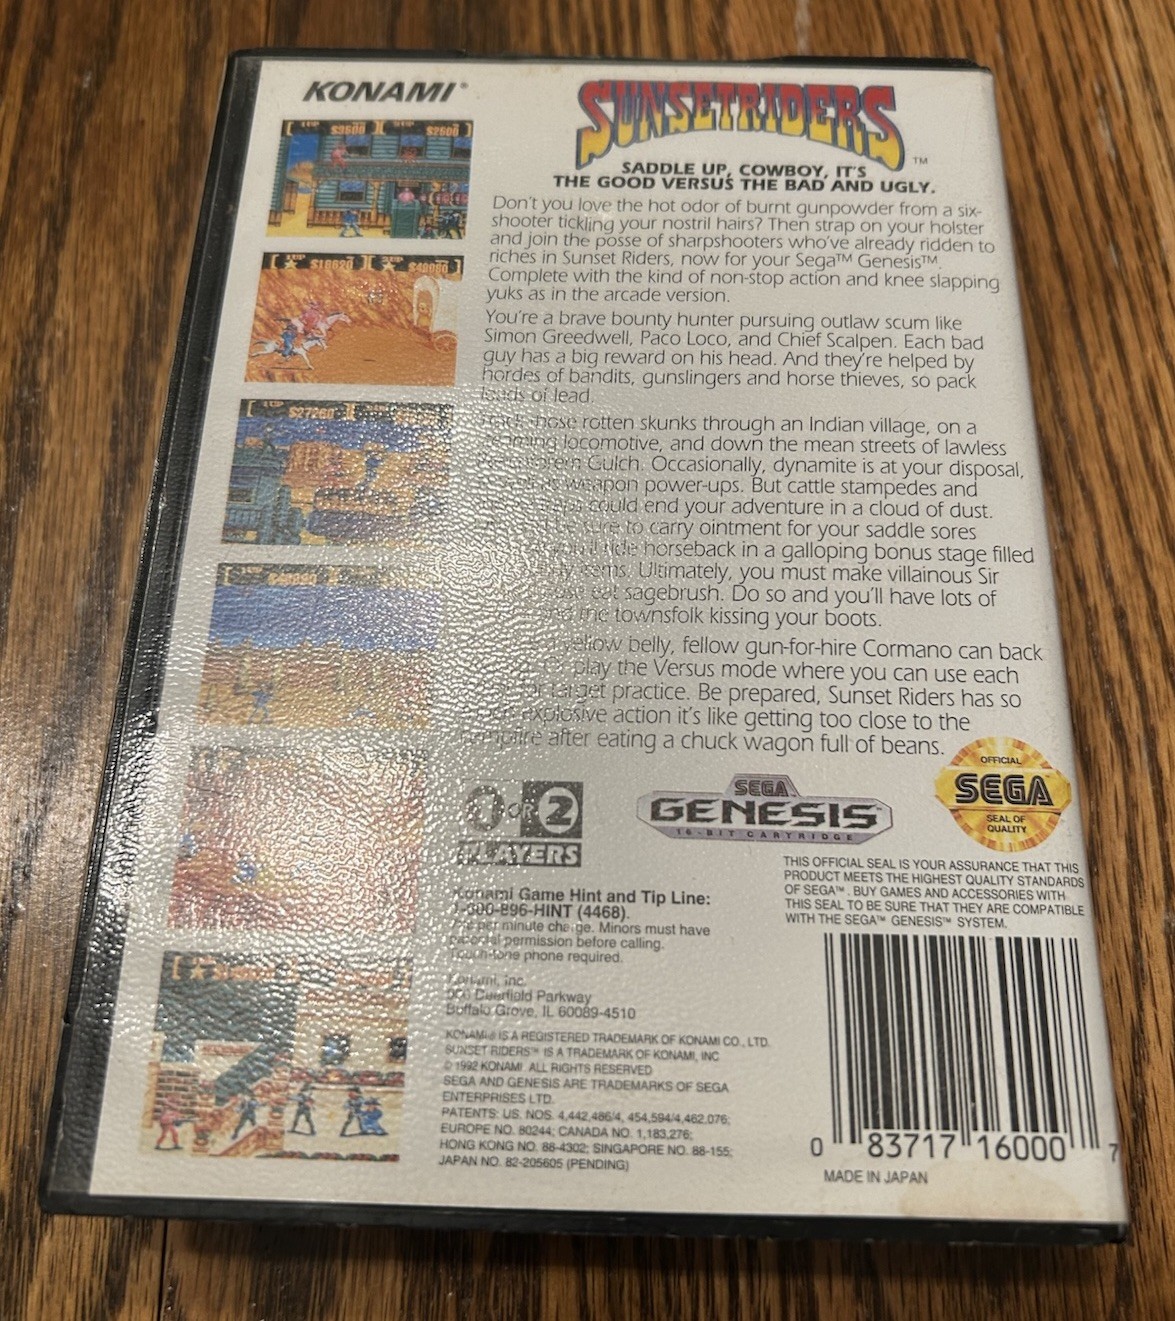 KONAMI®
SUNSETRIDERS™
SADDLE UP, COWBOY, IT'S
THE GOOD VERSUS THE BAD AND UGLY.
Don't you love the hot odor of burnt gunpowder from a six-
shooter tickling your nostril hairs? Then strap on your holster
and join the posse of sharpshooters who've already ridden to
riches in Sunset Riders, now for your Sega™ Genesis™.
Complete with the kind of non-stop action and knee slapping
yuks as in the arcade version.
You're a brave bounty hunter pursuing outlaw scum like
Simon Greedwell, Paco Loco, and Chief Scalpen. Each bad
guy has a big reward on his head. And they're helped by
hordes of bandits, gunslingers and horse thieves, so pack
loads of lead.
those rotten skunks through an Indian village, on a
locomotive, and down the mean streets of lawless
Gulch. Occasionally, dynamite is at your disposal,
weapon power-ups. But cattle stampedes and
could end your adventure in a cloud of dust.
be sure to carry ointment for your saddle sores
you'll ride horseback in a galloping bonus stage filled
items. Ultimately, you must make villainous Sir
eat sagebrush. Do so and you'll have lots of
and the townsfolk kissing your boots.
yellow belly, fellow gun-for-hire Cormano can back
play the Versus mode where you can use each
for target practice. Be prepared, Sunset Riders has so
explosive action it's like getting too close to the
campfire after eating a chuck wagon full of beans.
1 OR 2
PLAYERS
SEGA
GENESIS
16-BIT CARTRIDGE
OFFICIAL
SEGA
SEAL OF
QUALITY
THIS OFFICIAL SEAL IS YOUR ASSURANCE THAT THIS
PRODUCT MEETS THE HIGHEST QUALITY STANDARDS
OF SEGA™. BUY GAMES AND ACCESSORIES WITH
THIS SEAL TO BE SURE THAT THEY ARE COMPATIBLE
WITH THE SEGA™ GENESIS™ SYSTEM.
Konami Game Hint and Tip Line:
1-900-896-HINT (4468).
per minute charge. Minors must have
parental permission before calling.
Touch-tone phone required.
Konami, Inc.
900 Deerfield Parkway
Buffalo Grove, IL 60089-4510
KONAMI® IS A REGISTERED TRADEMARK OF KONAMI CO., LTD.
SUNSET RIDERS™ IS A TRADEMARK OF KONAMI, INC
© 1992 KONAMI. ALL RIGHTS RESERVED
SEGA AND GENESIS ARE TRADEMARKS OF SEGA
ENTERPRISES LTD.
PATENTS: US. NOS. 4,442,486/4, 454,594/4,462,076;
EUROPE NO. 80244; CANADA NO. 1,183,276;
HONG KONG NO. 88-4302; SINGAPORE NO. 88-155;
JAPAN NO. 82-205605 (PENDING)
0 83717 16000 7
MADE IN JAPAN